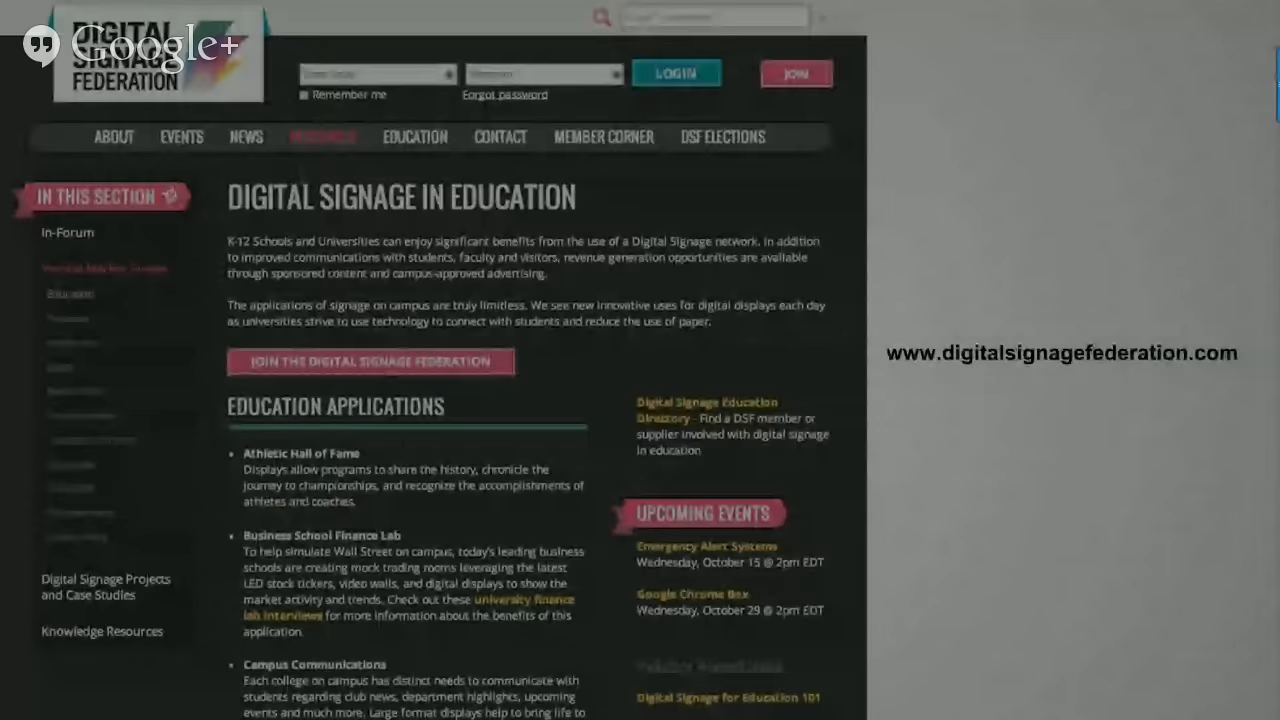 DIGITAL
SIGNAGE
FEDERATION
Google+
Remember me
Forgot password
LOGIN
JOIN
ABOUT
EVENTS
NEWS
EDUCATION
CONTACT
MEMBER CORNER
DSF ELECTIONS
IN THIS SECTION
In-Forum
Education
Digital Signage Projects
and Case Studies
Knowledge Resources
DIGITAL SIGNAGE IN EDUCATION
K-12 Schools and Universities can enjoy significant benefits from the use of a Digital Signage network. In addition
to improved communications with students, faculty and visitors, revenue generation opportunities are available
through sponsored content and campus-approved advertising.
The applications of signage on campus are truly limitless. We see new innovative uses for digital displays each day
as universities strive to use technology to connect with students and reduce the use of paper.
JOIN THE DIGITAL SIGNAGE FEDERATION
EDUCATION APPLICATIONS
• Athletic Hall of Fame
Displays allow programs to share the history, chronicle the
journey to championships, and recognize the accomplishments of
athletes and coaches.
• Business School Finance Lab
To help simulate Wall Street on campus, today's leading business
schools are creating mock trading rooms leveraging the latest
LED stock tickers, video walls, and digital displays to show the
market activity and trends. Check out these university finance
lab interviews for more information about the benefits of this
application.
• Campus Communications
Each college on campus has distinct needs to communicate with
students regarding club news, department highlights, upcoming
events and much more. Large format displays help to bring life to
Digital Signage Education
Directory - Find a DSF member or
supplier involved with digital signage
in education
UPCOMING EVENTS
Emergency Alert Systems
Wednesday, October 15 @ 2pm EDT
Google Chrome Box
Wednesday, October 29 @ 2pm EDT
Digital Signage for Education 101
www.digitalsignagefederation.com